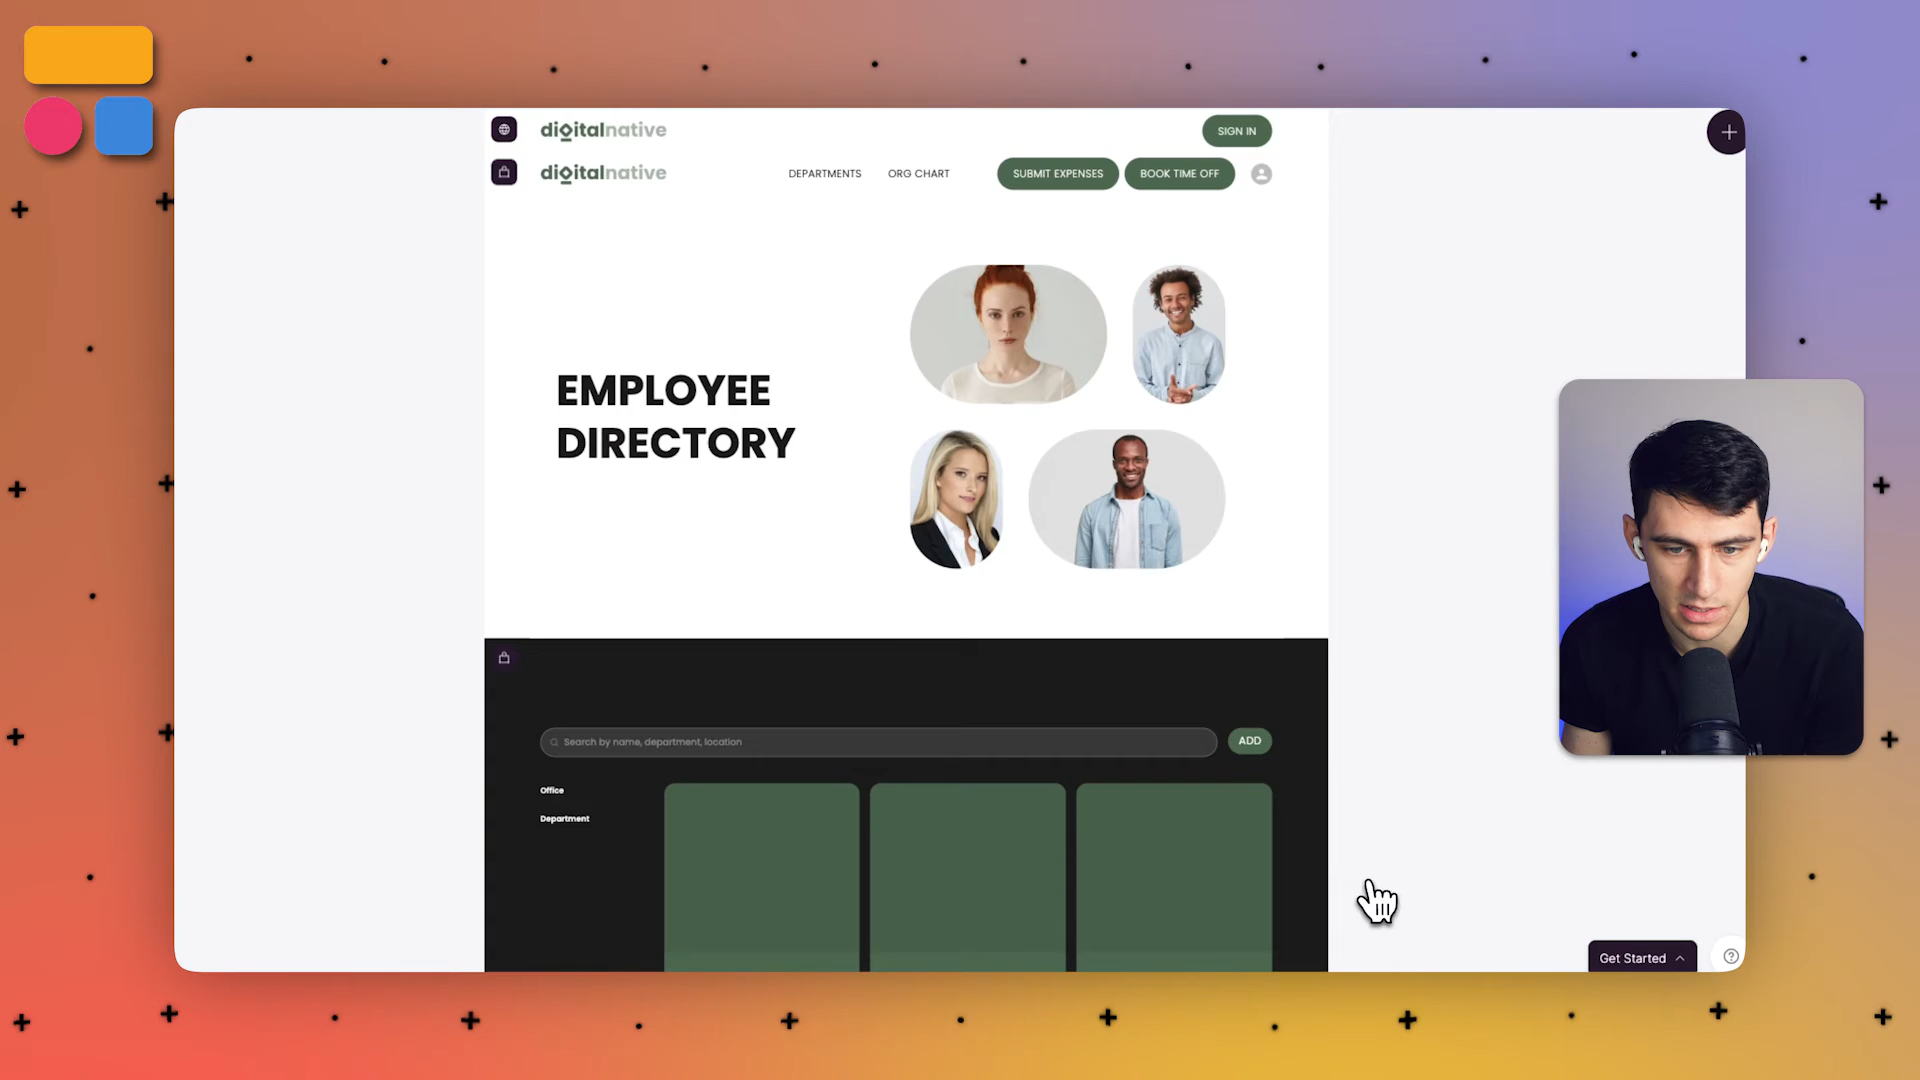 digitalnative
SIGN IN
digitalnative
DEPARTMENTS
ORG CHART
SUBMIT EXPENSES
BOOK TIME OFF
EMPLOYEE
DIRECTORY
Search by name, department, location
ADD
Office
Department
Get Started